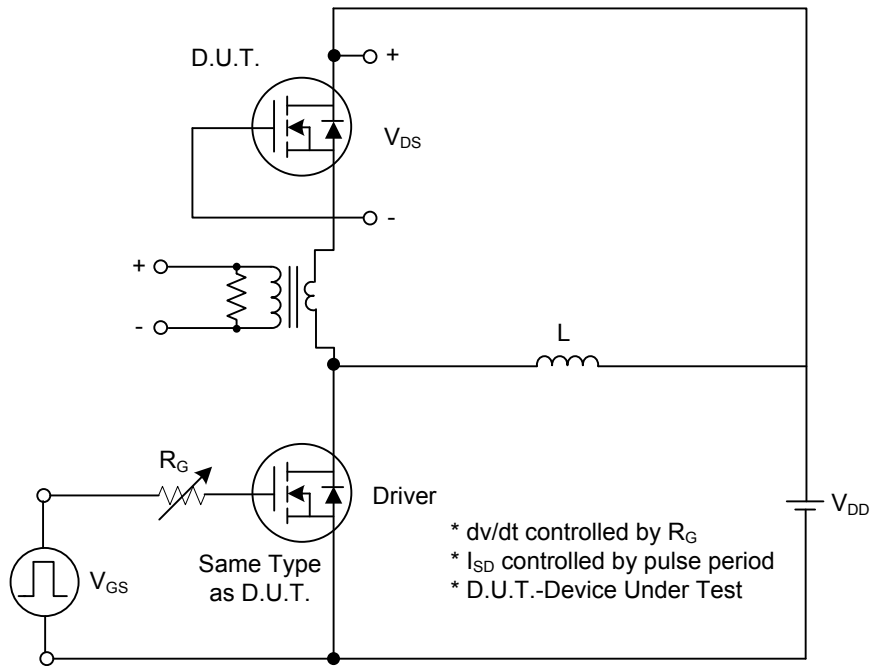 D.U.T.
+
V_DS
-
+
-
L
R_G
Driver
V_DD
V_GS
Same Type
as D.U.T.
* dv/dt controlled by R_G
* I_SD controlled by pulse period
* D.U.T.-Device Under Test